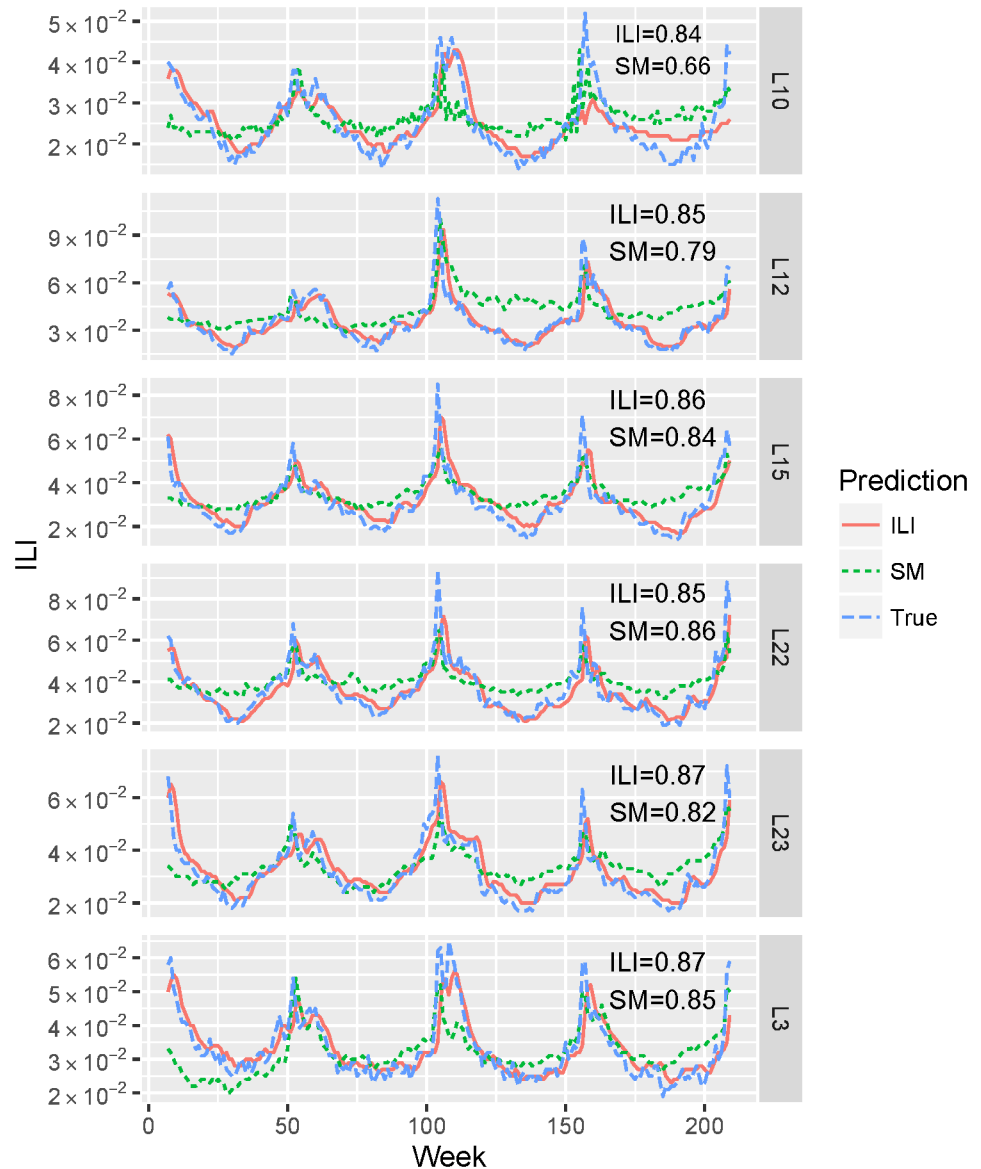 5 × 10⁻²
4 × 10⁻²
3 × 10⁻²
2 × 10⁻²
ILI=0.84
SM=0.66
L10
9 × 10⁻²
6 × 10⁻²
3 × 10⁻²
ILI=0.85
SM=0.79
L12
8 × 10⁻²
6 × 10⁻²
4 × 10⁻²
2 × 10⁻²
ILI=0.86
SM=0.84
L15
8 × 10⁻²
6 × 10⁻²
4 × 10⁻²
2 × 10⁻²
ILI=0.85
SM=0.86
L22
6 × 10⁻²
4 × 10⁻²
2 × 10⁻²
ILI=0.87
SM=0.82
L23
6 × 10⁻²
5 × 10⁻²
4 × 10⁻²
3 × 10⁻²
2 × 10⁻²
ILI=0.87
SM=0.85
L3
0 50 100 150 200
Week
ILI
Prediction
ILI
SM
True